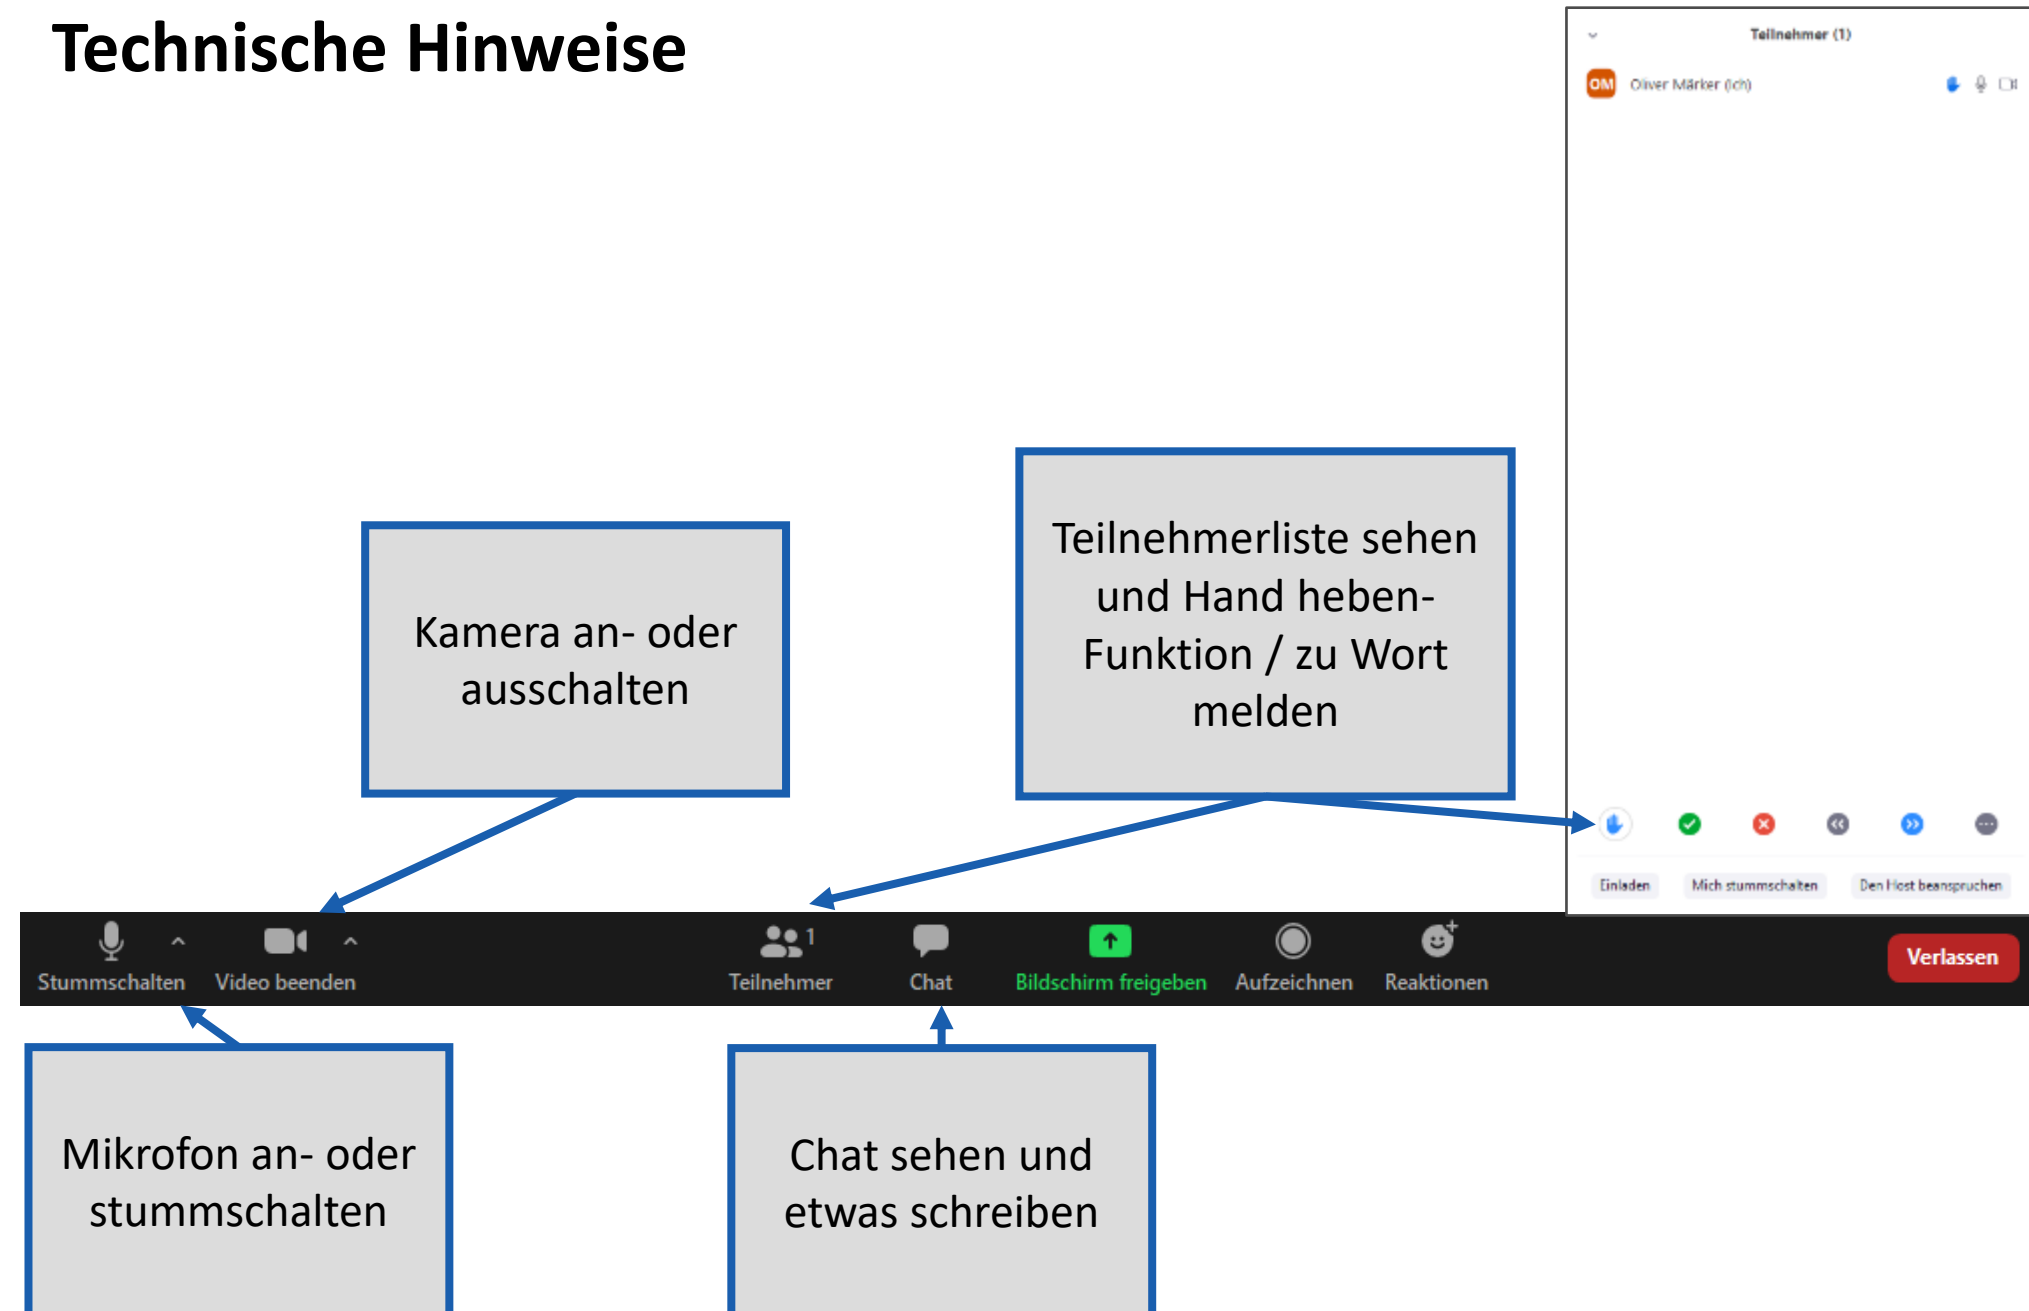 Technische Hinweise
Teilnehmer (1)
OM Oliver Märker (Ich)
Teilnehmerliste sehen
und Hand heben-
Funktion / zu Wort
melden
Kamera an- oder
ausschalten
Einladen Mich stummschalten Den Host beanspruchen
1
Stummschalten Video beenden Teilnehmer Chat Bildschirm freigeben Aufzeichnen Reaktionen Verlassen
Mikrofon an- oder
stummschalten
Chat sehen und
etwas schreiben